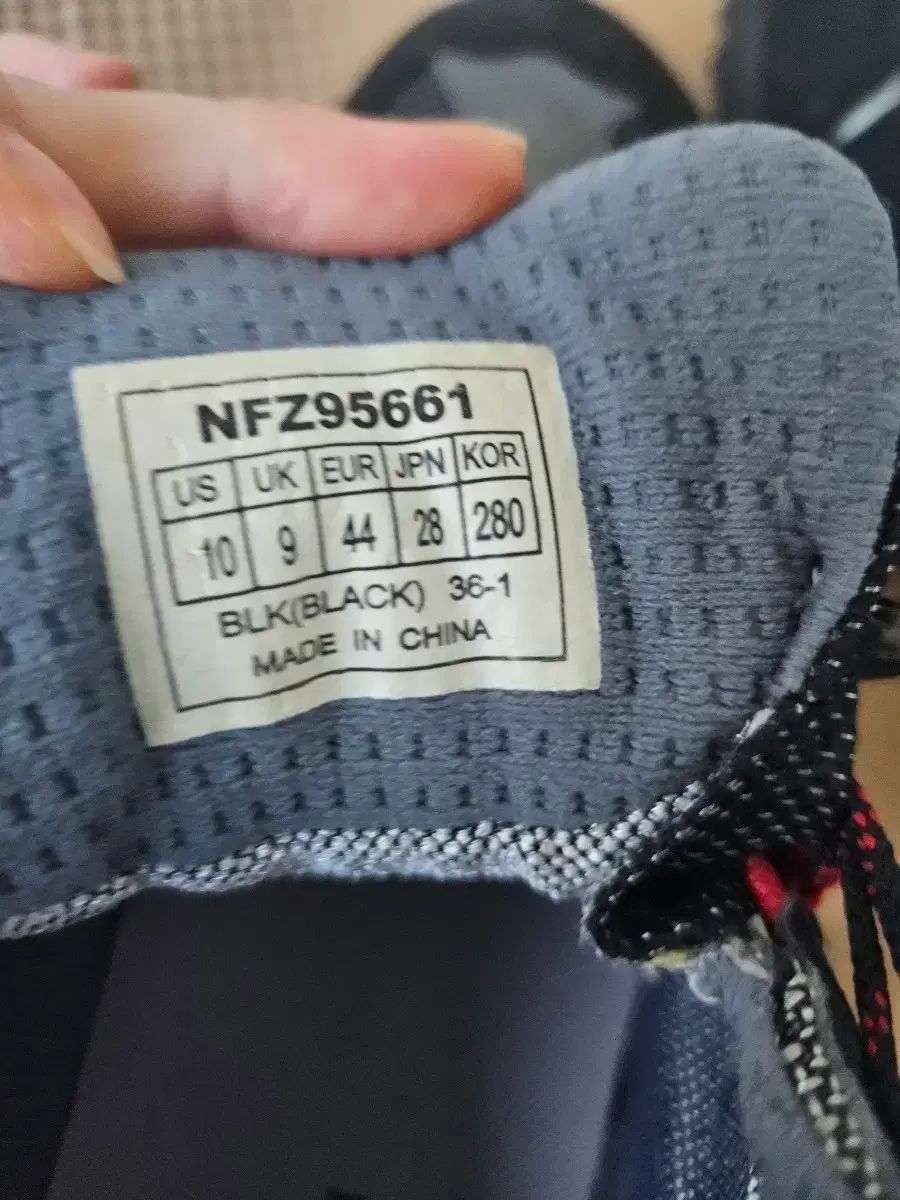 NFZ95661
US UK EUR JPN KOR
10 9 44 28 280
BLK(BLACK) 36-1
MADE IN CHINA